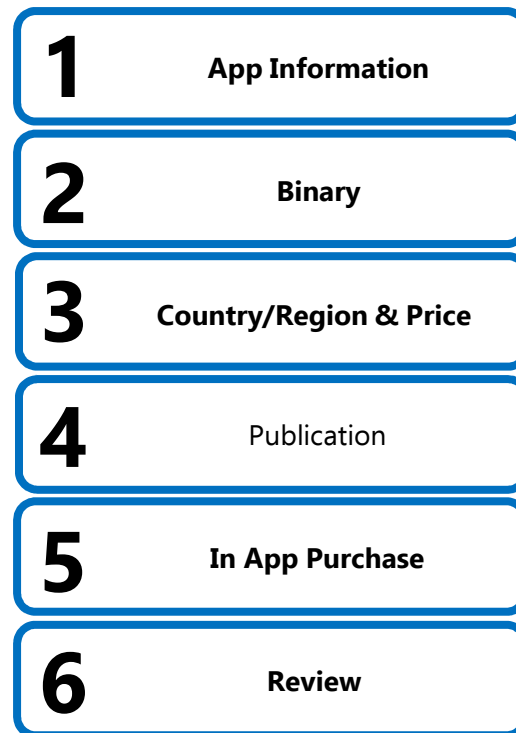 1
App Information
2
Binary
3
Country/Region & Price
4
Publication
5
In App Purchase
6
Review